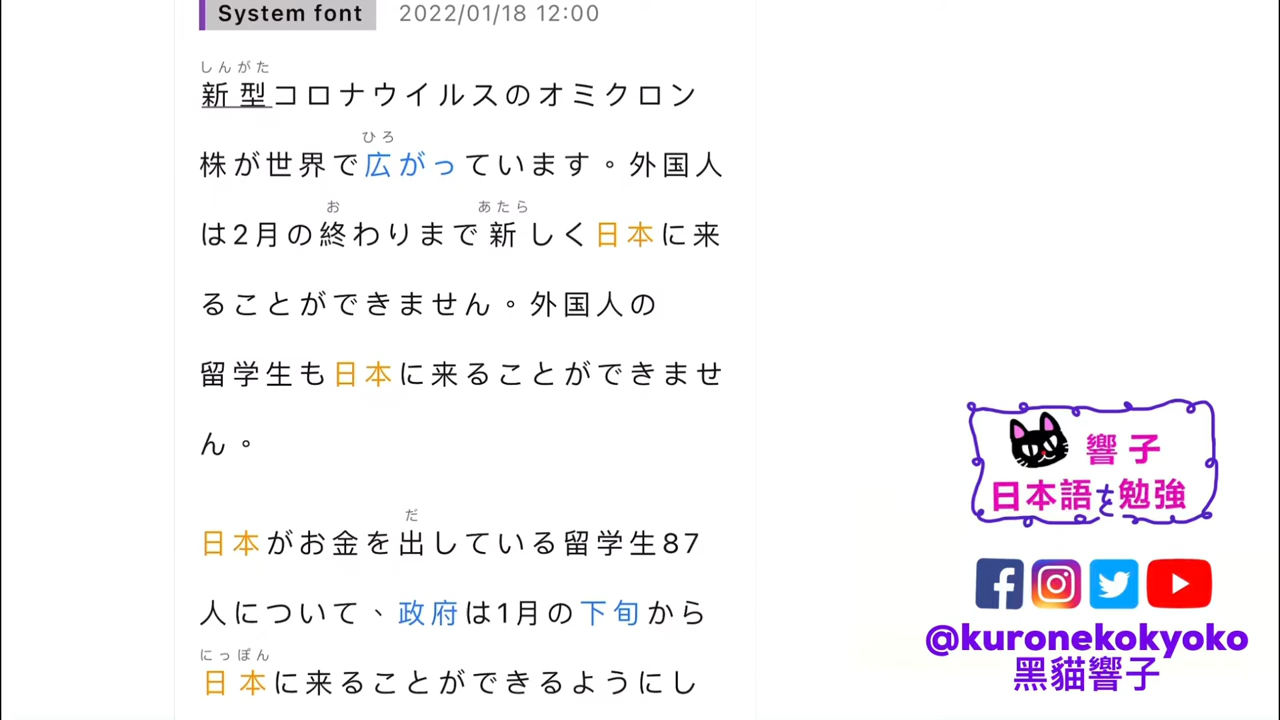 System font 2022/01/18 12:00
しんがた
新型コロナウイルスのオミクロン
ひろ
株が世界で広がっています。外国人
お あたら
は2月の終わりまで新しく日本に来
ることができません。外国人の
留学生も日本に来ることができませ
ん。
だ
日本がお金を出している留学生87
人について、政府は1月の下旬から
にっぽん
日本に来ることができるようにし
響子
日本語を勉強
@kuronekokyoko
黑貓響子